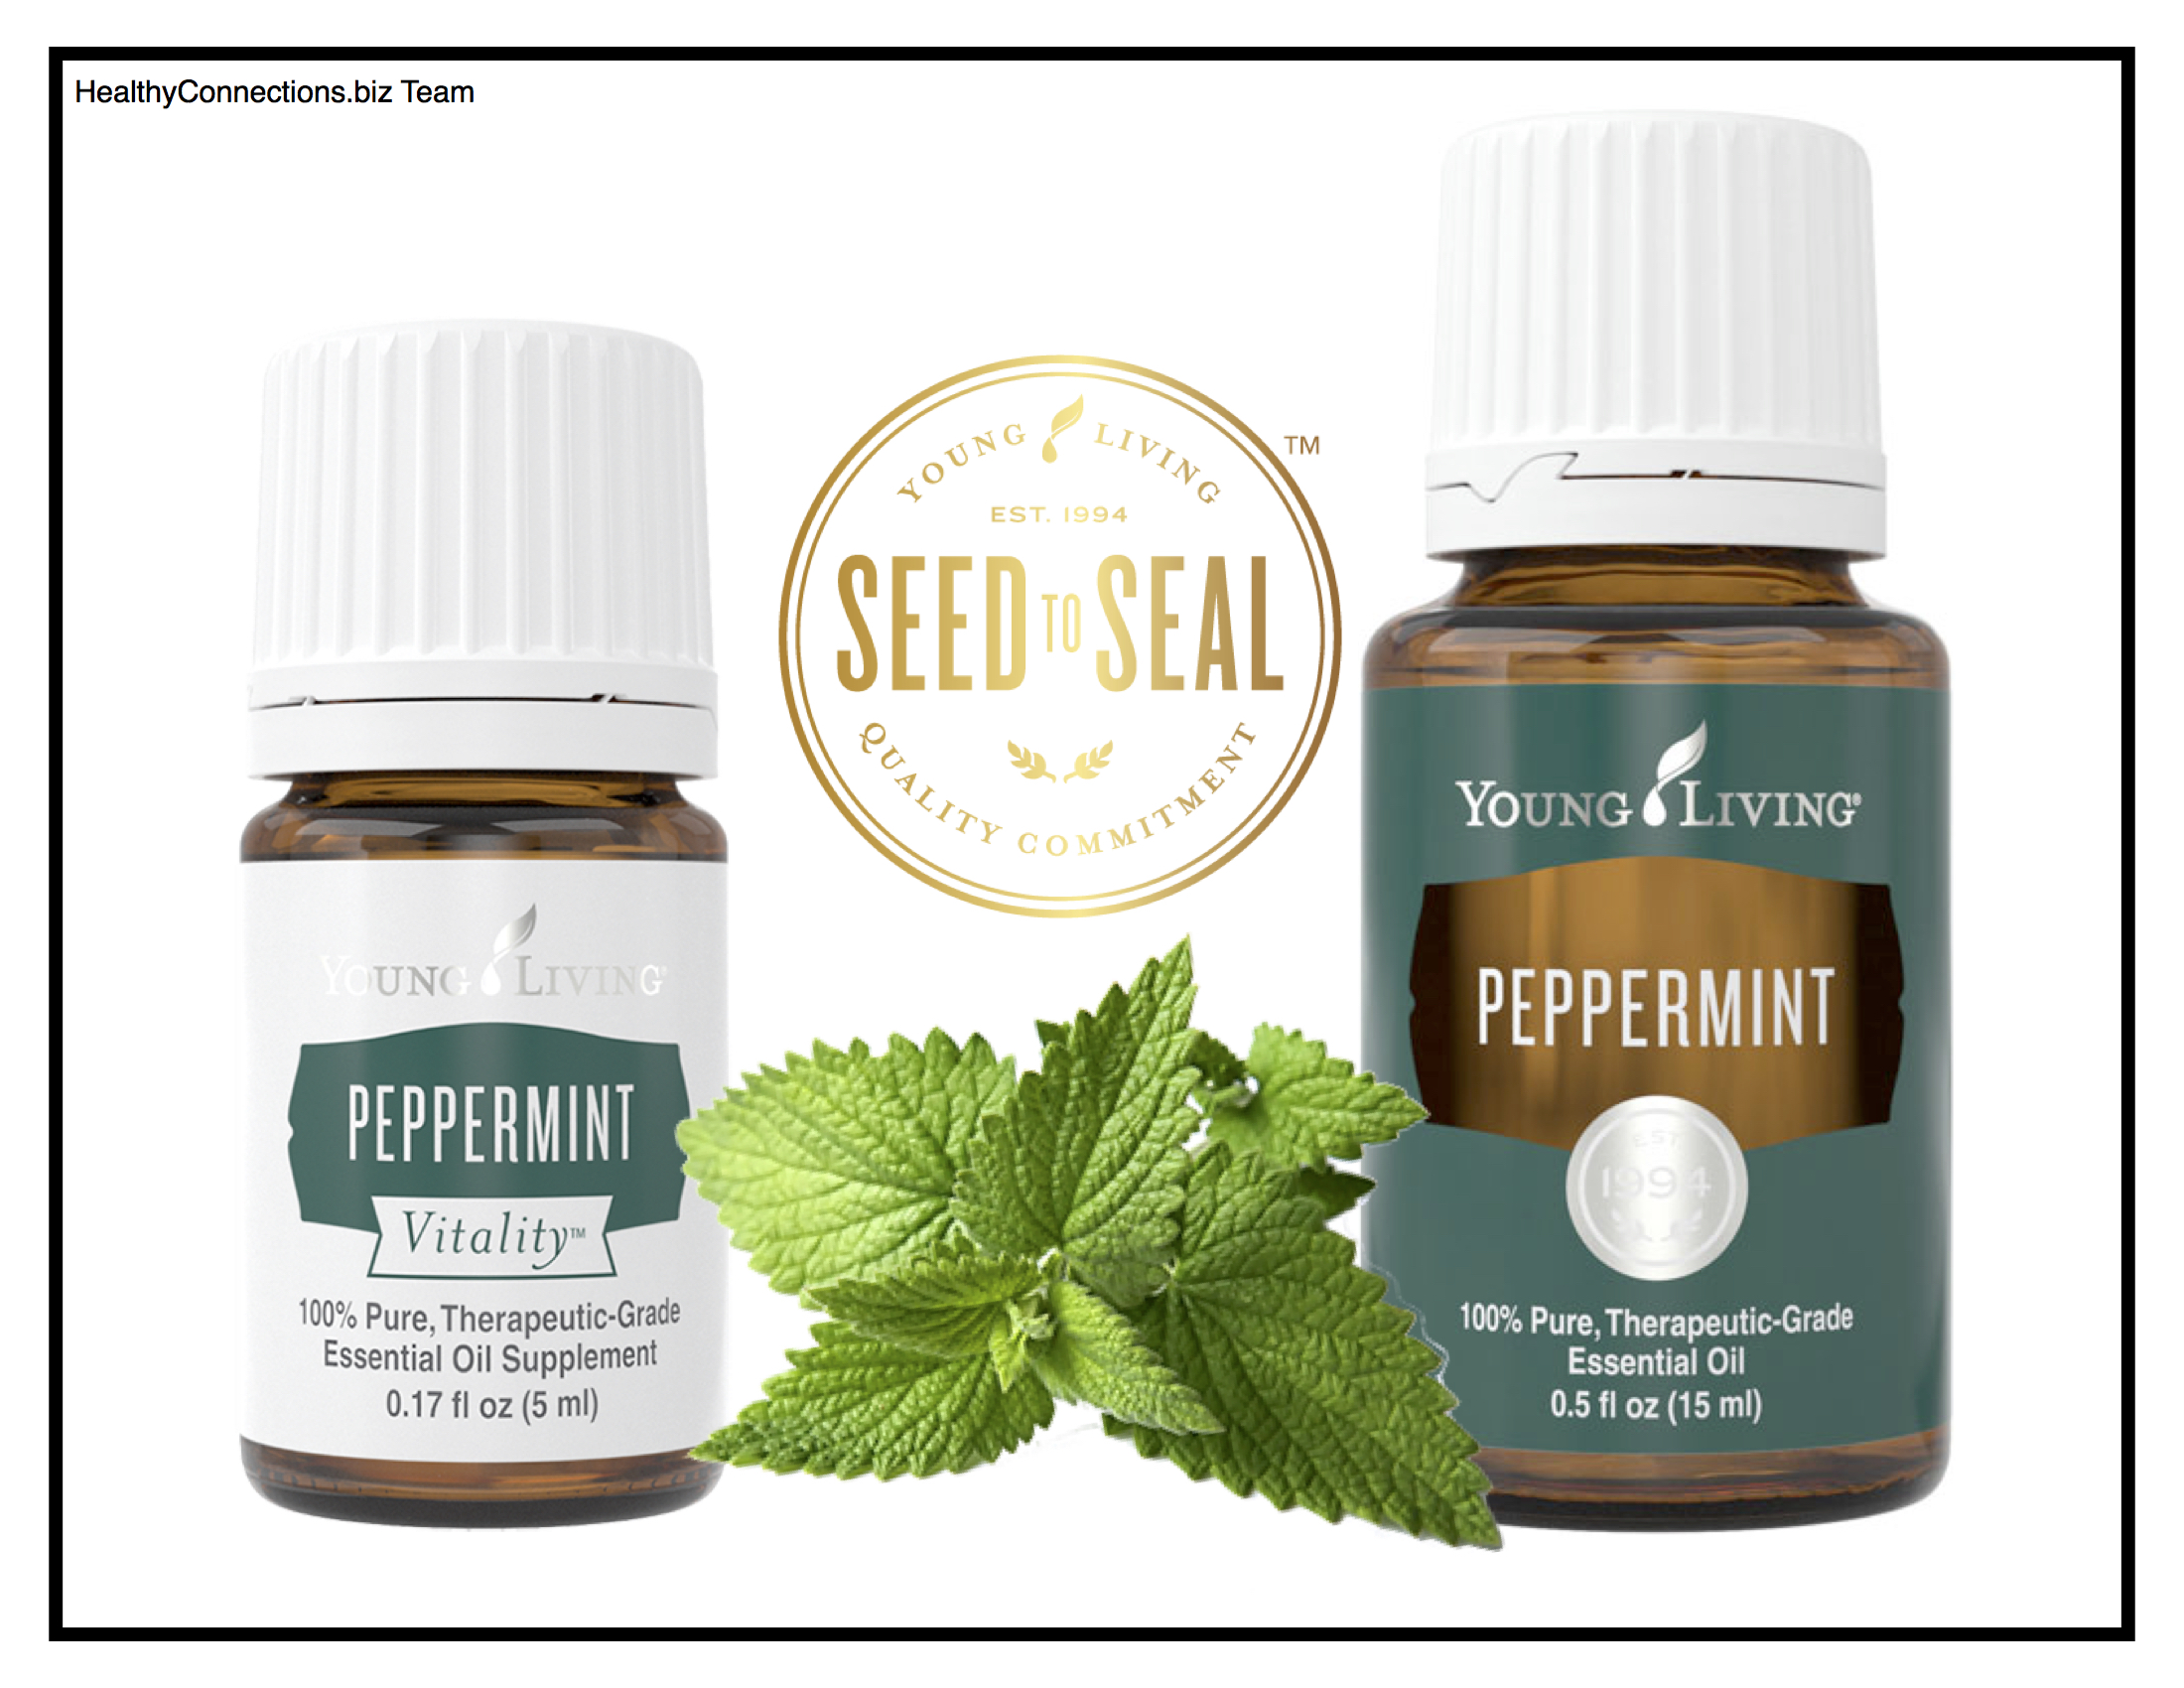 HealthyConnections.biz Team
YOUNG LIVING
EST. 1994
SEED TO SEAL
QUALITY COMMITMENT
TM
YOUNG LIVING
PEPPERMINT
Vitality™
100% Pure, Therapeutic-Grade
Essential Oil Supplement
0.17 fl oz (5 ml)
YOUNG LIVING®
PEPPERMINT
EST
1994
100% Pure, Therapeutic-Grade
Essential Oil
0.5 fl oz (15 ml)